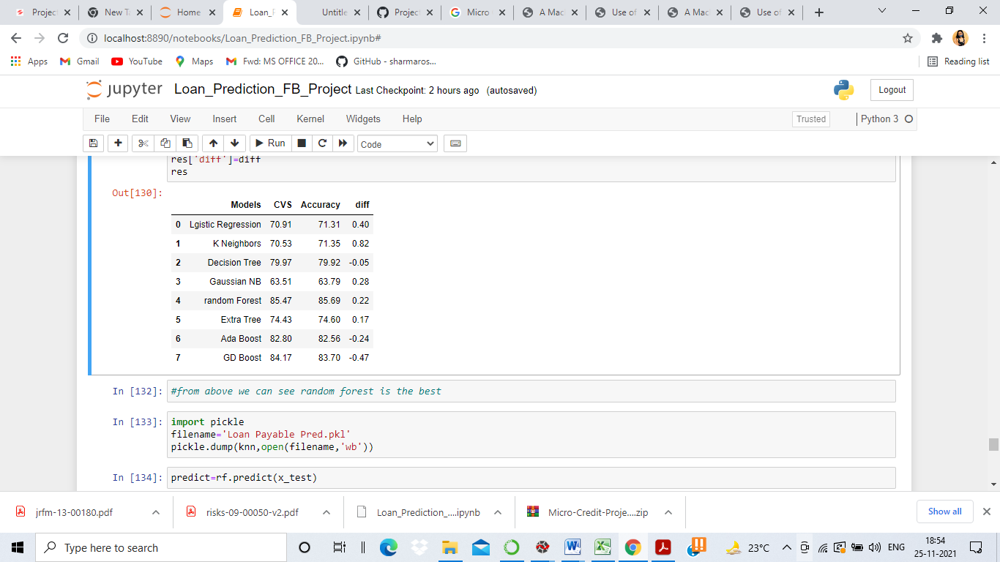 Project
New Ta
Home
Loan_F
Untitle
Project
Micro
A Mac
Use of
A Mac
Use of
localhost:8890/notebooks/Loan_Prediction_FB_Project.ipynb#
Apps Gmail YouTube Maps Fwd: MS OFFICE 20... GitHub - sharmaros... Reading list
jupyter Loan_Prediction_FB_Project Last Checkpoint: 2 hours ago (autosaved) Logout
File Edit View Insert Cell Kernel Widgets Help Trusted Python 3
Run Code
res['diff']=diff
res
Out[130]:
Models CVS Accuracy diff
0 Lgistic Regression 70.91 71.31 0.40
1 K Neighbors 70.53 71.35 0.82
2 Decision Tree 79.97 79.92 -0.05
3 Gaussian NB 63.51 63.79 0.28
4 random Forest 85.47 85.69 0.22
5 Extra Tree 74.43 74.60 0.17
6 Ada Boost 82.80 82.56 -0.24
7 GD Boost 84.17 83.70 -0.47
In [132]: #from above we can see random forest is the best
In [133]: import pickle
filename='Loan Payable Pred.pkl'
pickle.dump(knn,open(filename,'wb'))
In [134]: predict=rf.predict(x_test)
jrfm-13-00180.pdf risks-09-00050-v2.pdf Loan_Prediction_....ipynb Micro-Credit-Proje....zip Show all
Type here to search 23°C ENG 18:54
25-11-2021